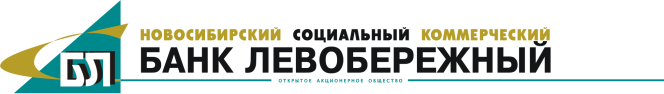 НОВОСИБИРСКИЙ СОЦИАЛЬНЫЙ КОММЕРЧЕСКИЙ
БЛ БАНК ЛЕВОБЕРЕЖНЫЙ
ОТКРЫТОЕ АКЦИОНЕРНОЕ ОБЩЕСТВО